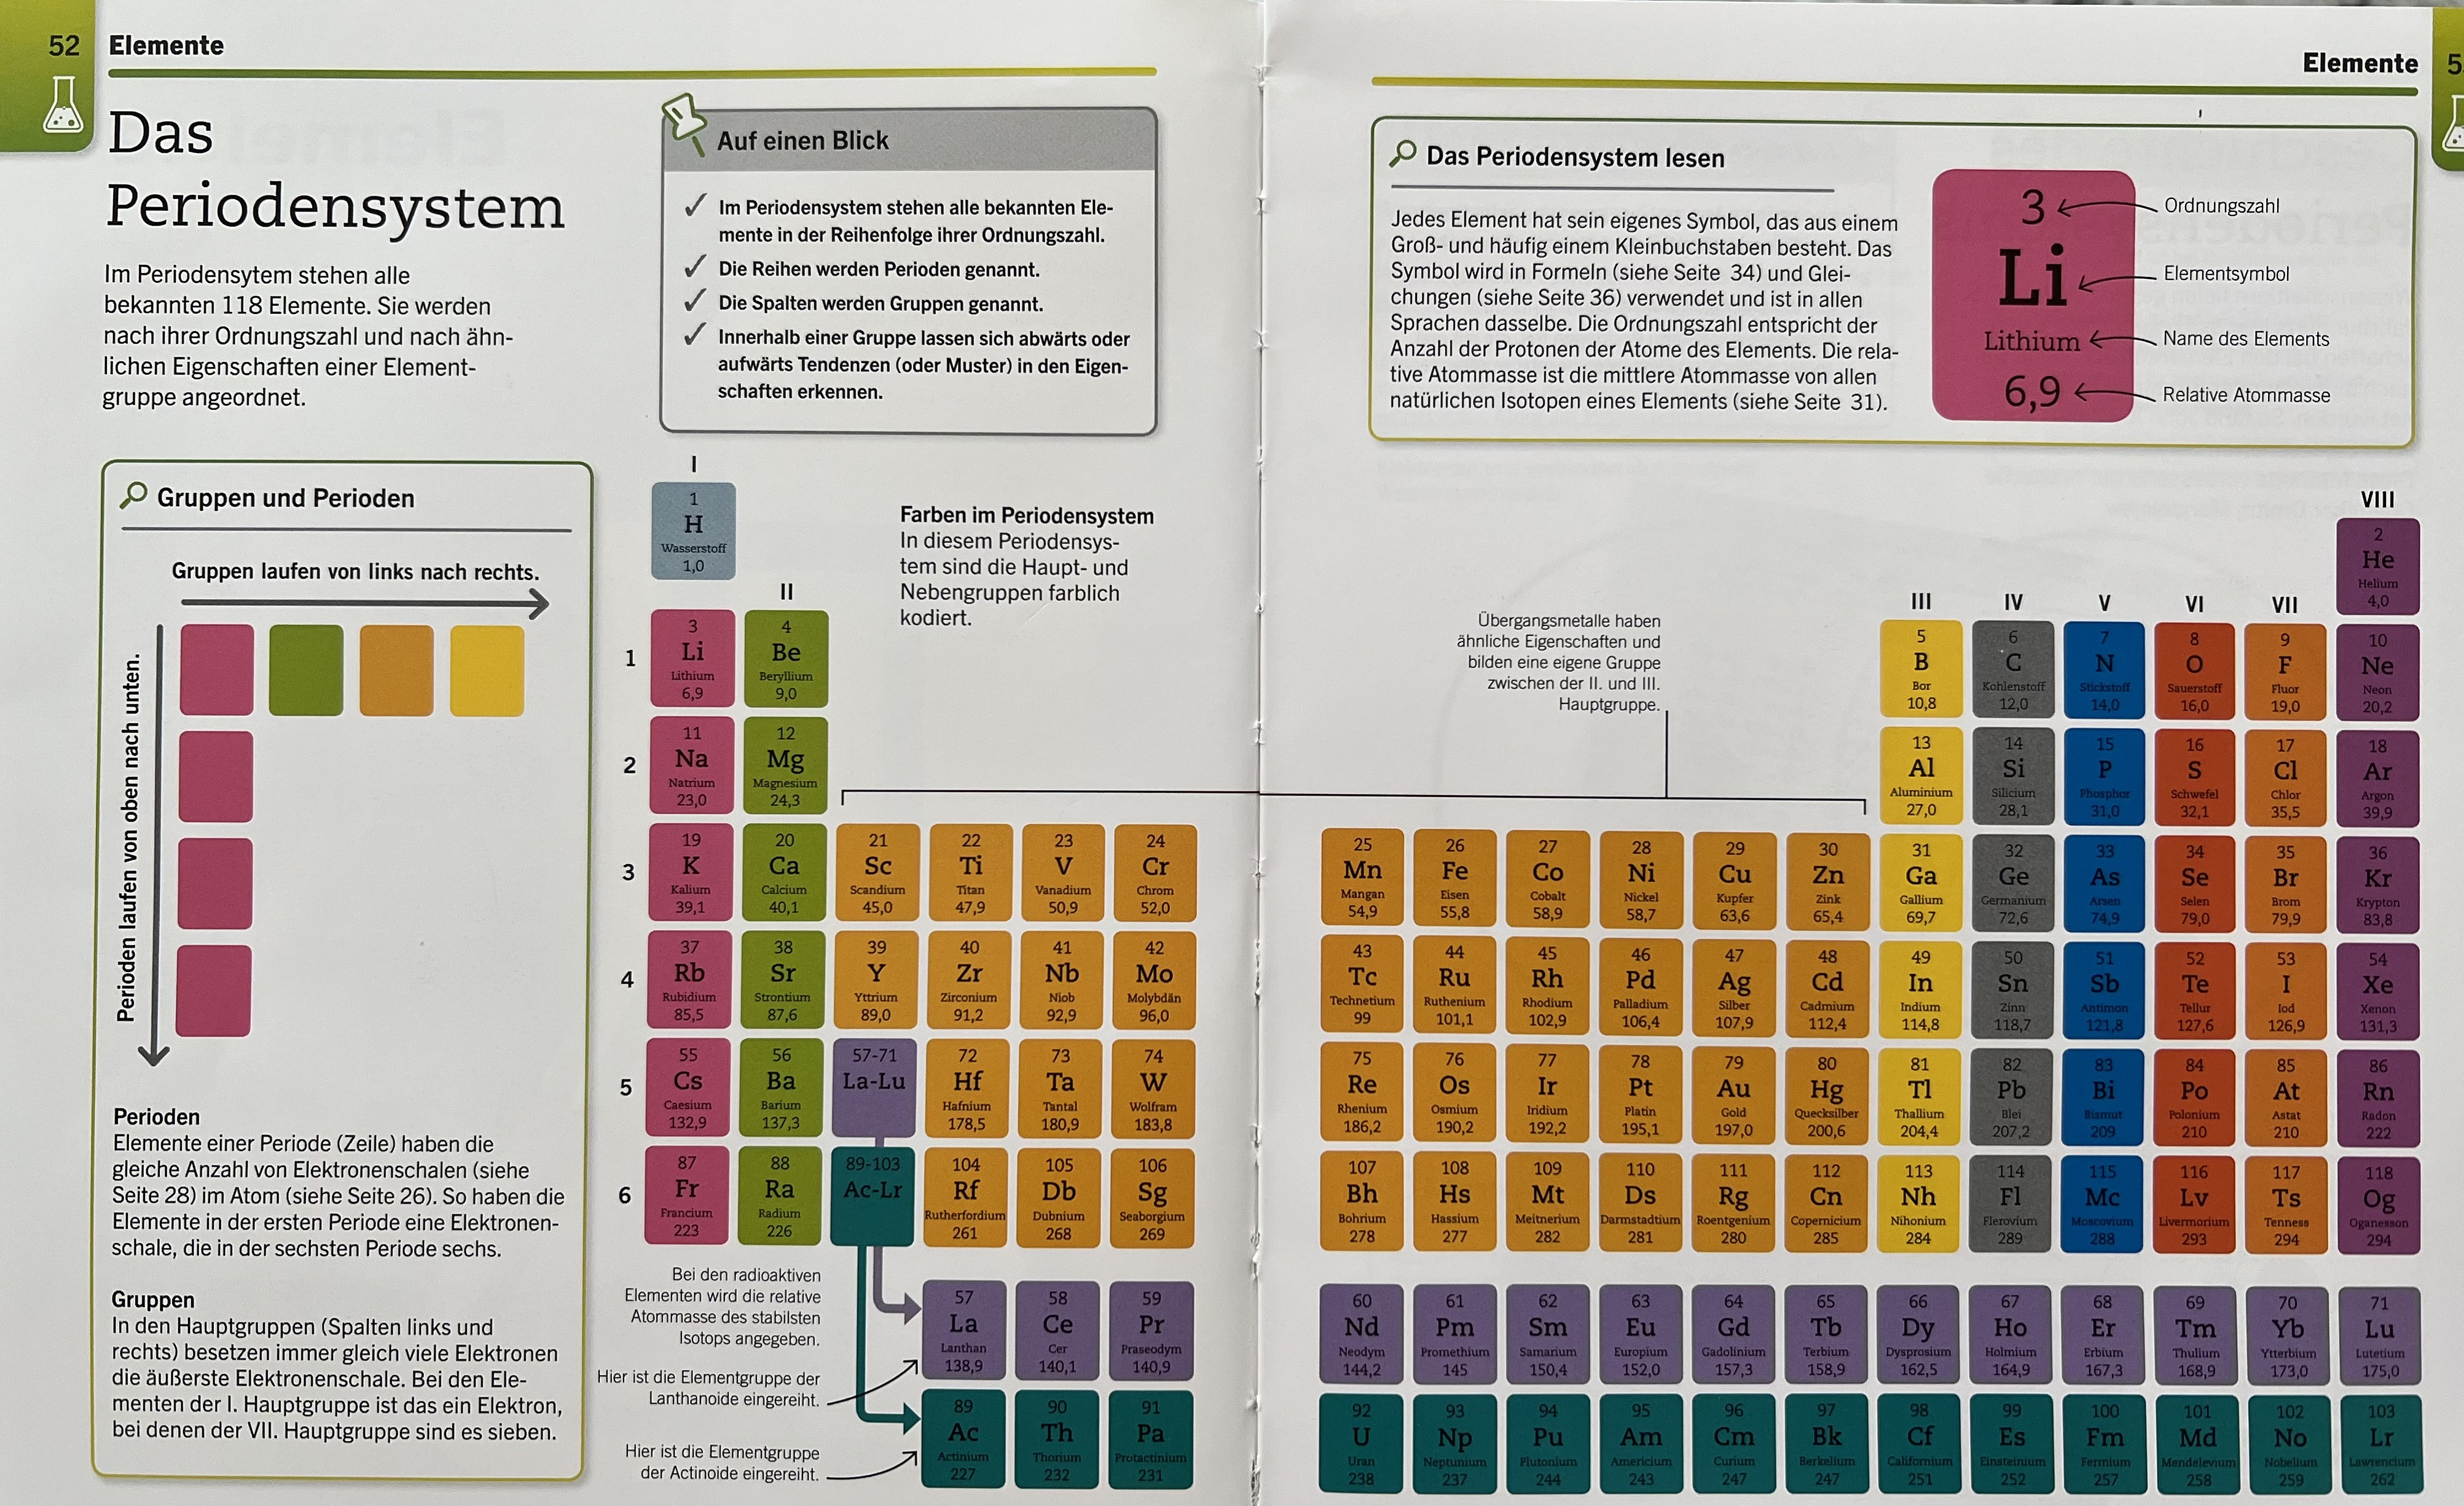 52 Elemente
Das
Periodensystem
Im Periodensytem stehen alle
bekannten 118 Elemente. Sie werden
nach ihrer Ordnungszahl und nach ähn-
lichen Eigenschaften einer Element-
gruppe angeordnet.
Auf einen Blick
✓ Im Periodensystem stehen alle bekannten Ele-
mente in der Reihenfolge ihrer Ordnungszahl.
✓ Die Reihen werden Perioden genannt.
✓ Die Spalten werden Gruppen genannt.
✓ Innerhalb einer Gruppe lassen sich abwärts oder
aufwärts Tendenzen (oder Muster) in den Eigen-
schaften erkennen.
Gruppen und Perioden
Gruppen laufen von links nach rechts.
Perioden laufen von oben nach unten.
Perioden
Elemente einer Periode (Zeile) haben die
gleiche Anzahl von Elektronenschalen (siehe
Seite 28) im Atom (siehe Seite 26). So haben die
Elemente in der ersten Periode eine Elektronen-
schale, die in der sechsten Periode sechs.
Gruppen
In den Hauptgruppen (Spalten links und
rechts) besetzen immer gleich viele Elektronen
die äußerste Elektronenschale. Bei den Ele-
menten der I. Hauptgruppe ist das ein Elektron,
bei denen der VII. Hauptgruppe sind es sieben.
Farben im Periodensystem
In diesem Periodensys-
tem sind die Haupt- und
Nebengruppen farblich
kodiert.
Elemente 5
Das Periodensystem lesen
Jedes Element hat sein eigenes Symbol, das aus einem
Groß- und häufig einem Kleinbuchstaben besteht. Das
Symbol wird in Formeln (siehe Seite 34) und Glei-
chungen (siehe Seite 36) verwendet und ist in allen
Sprachen dasselbe. Die Ordnungszahl entspricht der
Anzahl der Protonen der Atome des Elements. Die rela-
tive Atommasse ist die mittlere Atommasse von allen
natürlichen Isotopen eines Elements (siehe Seite 31).
3 Ordnungszahl
Li Elementsymbol
Lithium Name des Elements
6,9 Relative Atommasse
Übergangsmetalle haben
ähnliche Eigenschaften und
bilden eine eigene Gruppe
zwischen der II. und III.
Hauptgruppe.
I VIII
1 2
H He
Wasserstoff Helium
1,0 4,0
II III IV V VI VII
1
3 4 5 6 7 8 9 10
Li Be B C N O F Ne
Lithium Beryllium Bor Kohlenstoff Stickstoff Sauerstoff Fluor Neon
6,9 9,0 10,8 12,0 14,0 16,0 19,0 20,2
2
11 12 13 14 15 16 17 18
Na Mg Al Si P S Cl Ar
Natrium Magnesium Aluminium Silicium Phosphor Schwefel Chlor Argon
23,0 24,3 27,0 28,1 31,0 32,1 35,5 39,9
3
19 20 21 22 23 24 25 26 27 28 29 30 31 32 33 34 35 36
K Ca Sc Ti V Cr Mn Fe Co Ni Cu Zn Ga Ge As Se Br Kr
Kalium Calcium Scandium Titan Vanadium Chrom Mangan Eisen Cobalt Nickel Kupfer Zink Gallium Germanium Arsen Selen Brom Krypton
39,1 40,1 45,0 47,9 50,9 52,0 54,9 55,8 58,9 58,7 63,6 65,4 69,7 72,6 74,9 79,0 79,9 83,8
4
37 38 39 40 41 42 43 44 45 46 47 48 49 50 51 52 53 54
Rb Sr Y Zr Nb Mo Tc Ru Rh Pd Ag Cd In Sn Sb Te I Xe
Rubidium Strontium Yttrium Zirconium Niob Molybdän Technetium Ruthenium Rhodium Palladium Silber Cadmium Indium Zinn Antimon Tellur Iod Xenon
85,5 87,6 89,0 91,2 92,9 96,0 99 101,1 102,9 106,4 107,9 112,4 114,8 118,7 121,8 127,6 126,9 131,3
5
55 56 57-71 72 73 74 75 76 77 78 79 80 81 82 83 84 85 86
Cs Ba La-Lu Hf Ta W Re Os Ir Pt Au Hg Tl Pb Bi Po At Rn
Caesium Barium Hafnium Tantal Wolfram Rhenium Osmium Iridium Platin Gold Quecksilber Thallium Blei Bismut Polonium Astat Radon
132,9 137,3 178,5 180,9 183,8 186,2 190,2 192,2 195,1 197,0 200,6 204,4 207,2 209 210 210 222
6
87 88 89-103 104 105 106 107 108 109 110 111 112 113 114 115 116 117 118
Fr Ra Ac-Lr Rf Db Sg Bh Hs Mt Ds Rg Cn Nh Fl Mc Lv Ts Og
Francium Radium Rutherfordium Dubnium Seaborgium Bohrium Hassium Meitnerium Darmstadtium Roentgenium Copernicium Nihonium Flerovium Moscovium Livermorium Tenness Oganesson
223 226 261 268 269 278 277 282 281 280 285 284 289 288 293 294 294
Bei den radioaktiven
Elementen wird die relative
Atommasse des stabilsten
Isotops angegeben.
Hier ist die Elementgruppe der
Lanthanoide eingereiht.
57 58 59 60 61 62 63 64 65 66 67 68 69 70 71
La Ce Pr Nd Pm Sm Eu Gd Tb Dy Ho Er Tm Yb Lu
Lanthan Cer Praseodym Neodym Promethium Samarium Europium Gadolinium Terbium Dysprosium Holmium Erbium Thulium Ytterbium Lutetium
138,9 140,1 140,9 144,2 145 150,4 152,0 157,3 158,9 162,5 164,9 167,3 168,9 173,0 175,0
Hier ist die Elementgruppe
der Actinoide eingereiht.
89 90 91 92 93 94 95 96 97 98 99 100 101 102 103
Ac Th Pa U Np Pu Am Cm Bk Cf Es Fm Md No Lr
Actinium Thorium Protactinium Uran Neptunium Plutonium Americium Curium Berkelium Californium Einsteinium Fermium Mendelevium Nobelium Lawrencium
227 232 231 238 237 244 243 247 247 251 252 257 258 259 262